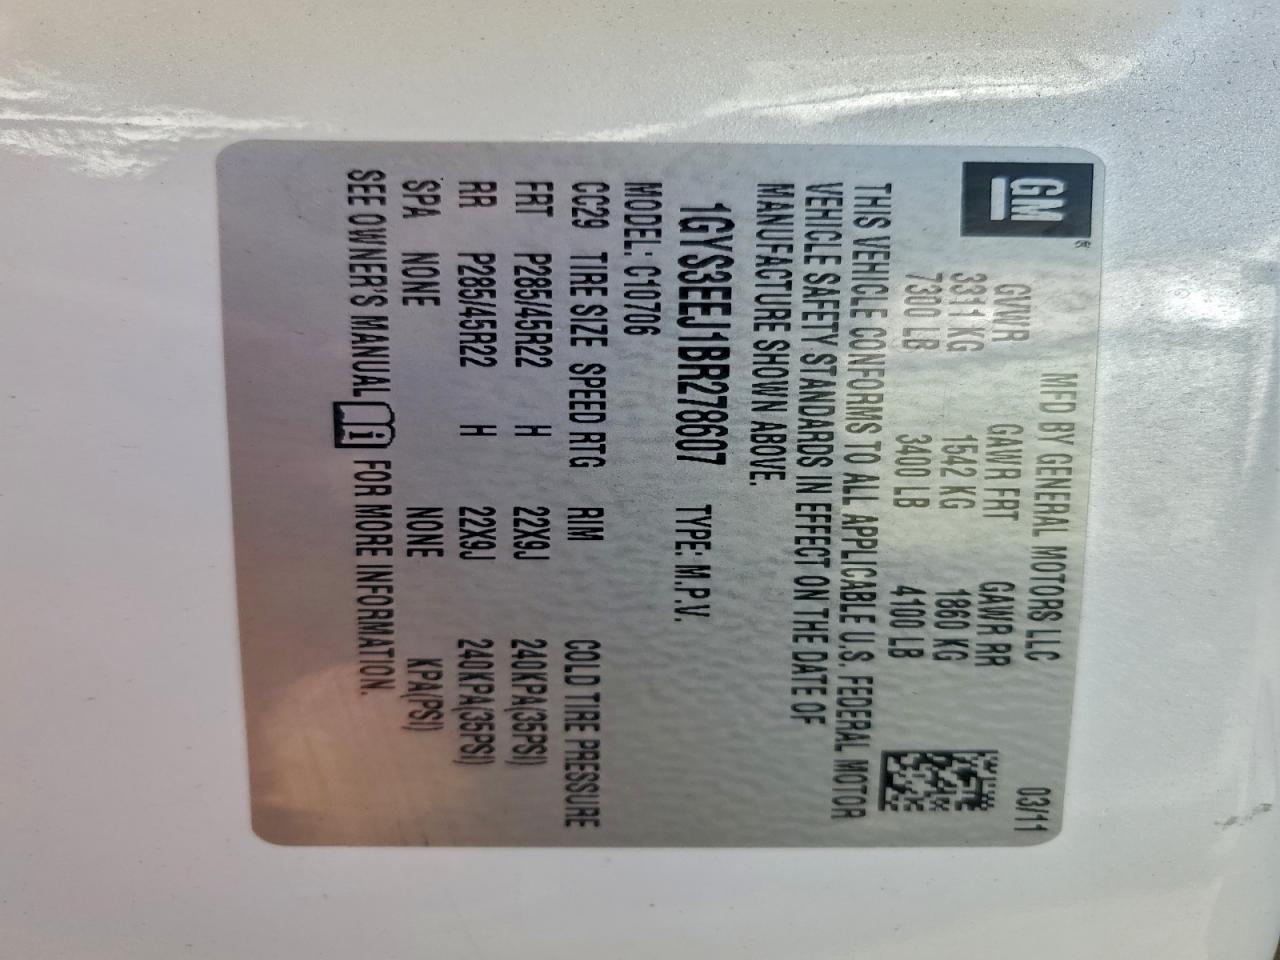 GM
MFD BY GENERAL MOTORS LLC 03/11
GVWR GAWR FRT GAWR RR
3311 KG 1542 KG 1860 KG
7300 LB 3400 LB 4100 LB
THIS VEHICLE CONFORMS TO ALL APPLICABLE U.S. FEDERAL MOTOR
VEHICLE SAFETY STANDARDS IN EFFECT ON THE DATE OF
MANUFACTURE SHOWN ABOVE.
1GYS3EEJ1BR278607 TYPE: M.P.V.
MODEL: C10706
CC29 TIRE SIZE SPEED RTG RIM COLD TIRE PRESSURE
FRT P285/45R22 H 22X9J 240KPA(35PSI)
RR P285/45R22 H 22X9J 240KPA(35PSI)
SPA NONE NONE KPA(PSI)
SEE OWNER'S MANUAL i FOR MORE INFORMATION.